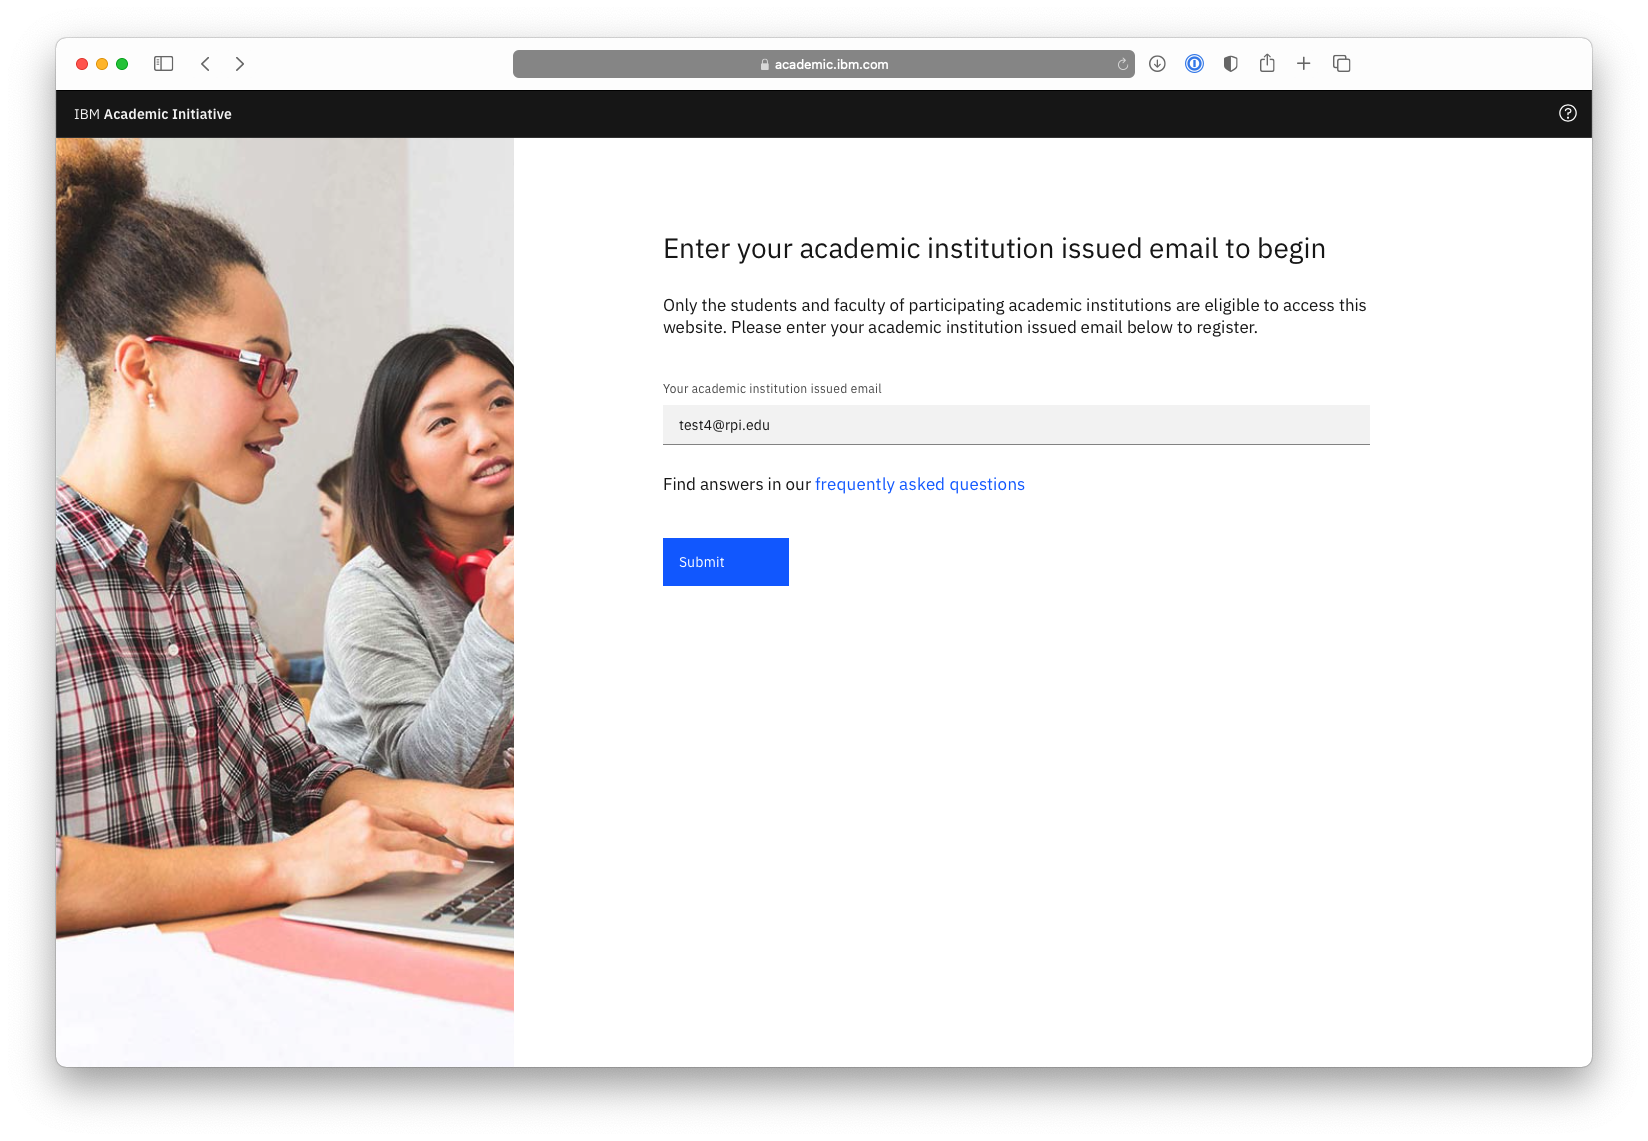 academic.ibm.com
IBM Academic Initiative
Enter your academic institution issued email to begin
Only the students and faculty of participating academic institutions are eligible to access this
website. Please enter your academic institution issued email below to register.
Your academic institution issued email
test4@rpi.edu
Find answers in our frequently asked questions
Submit